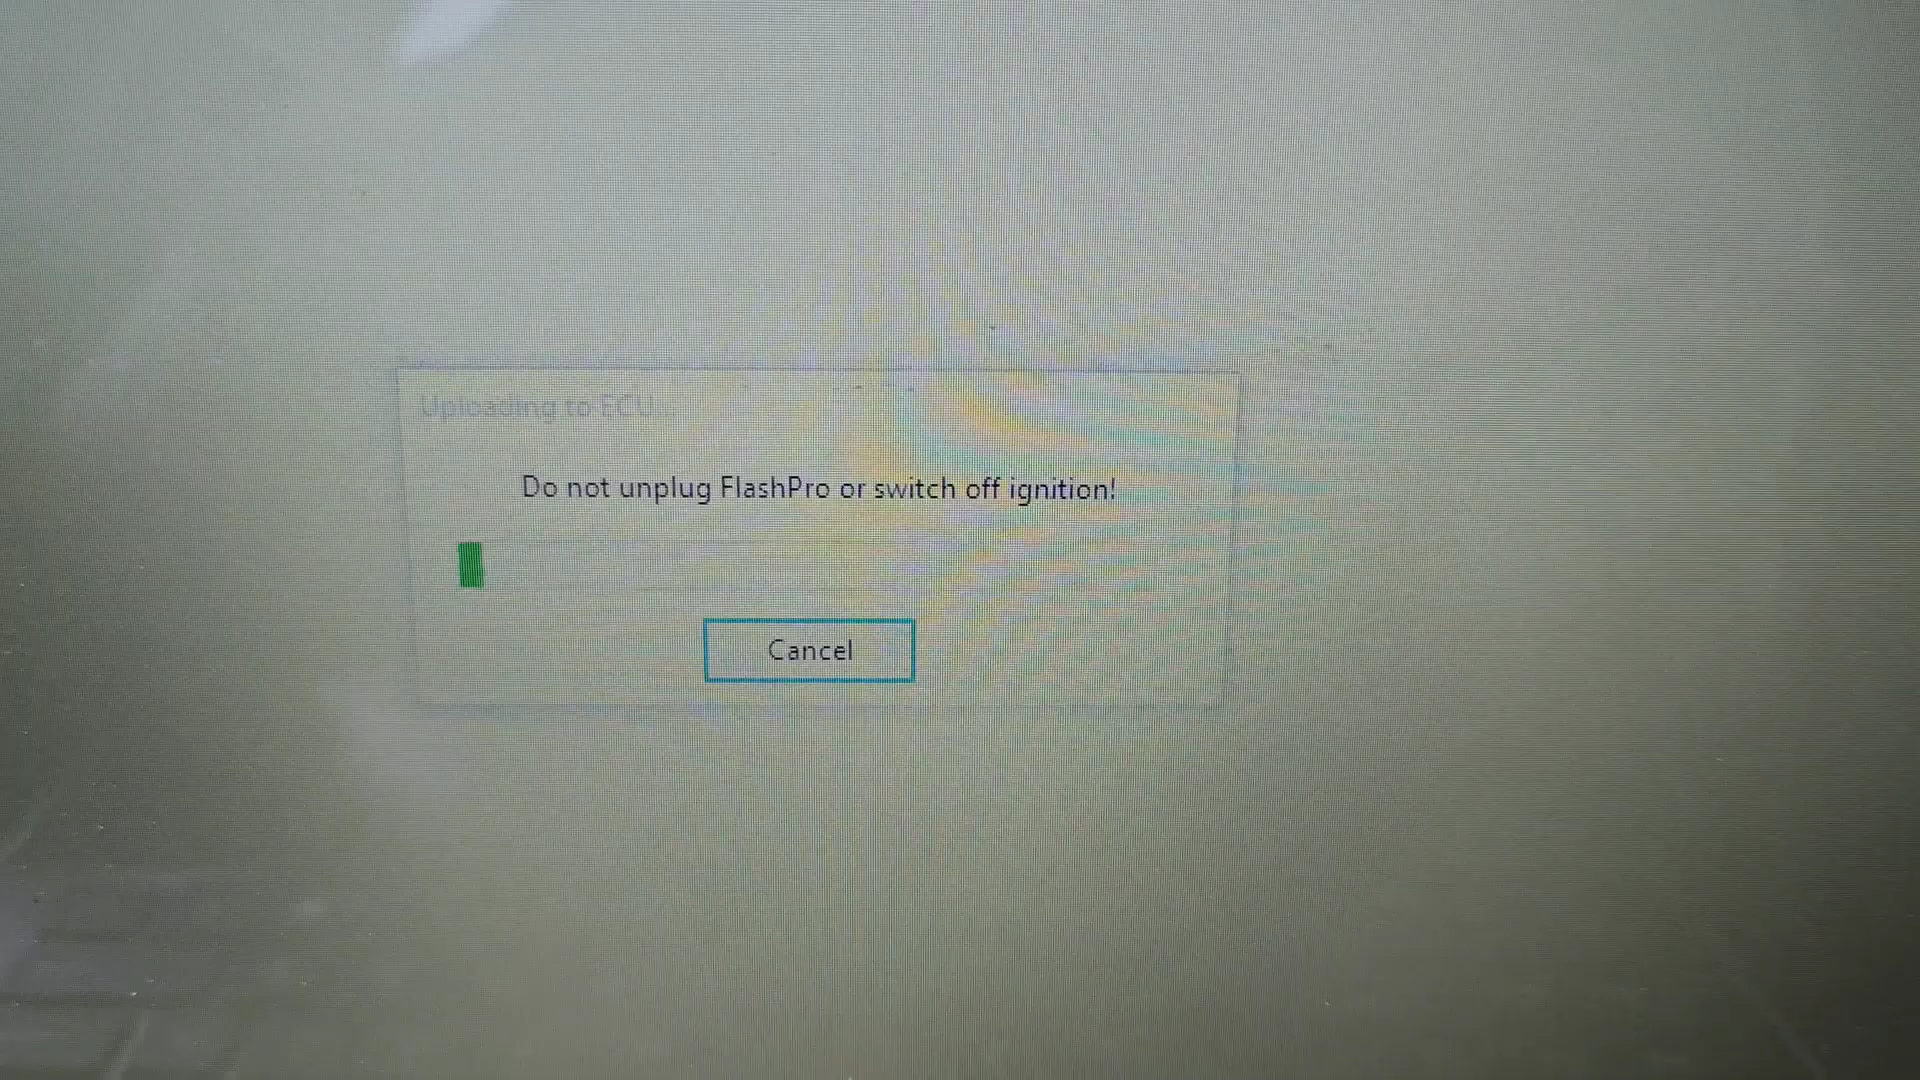 Uploading to ECU...
Do not unplug FlashPro or switch off ignition!
Cancel